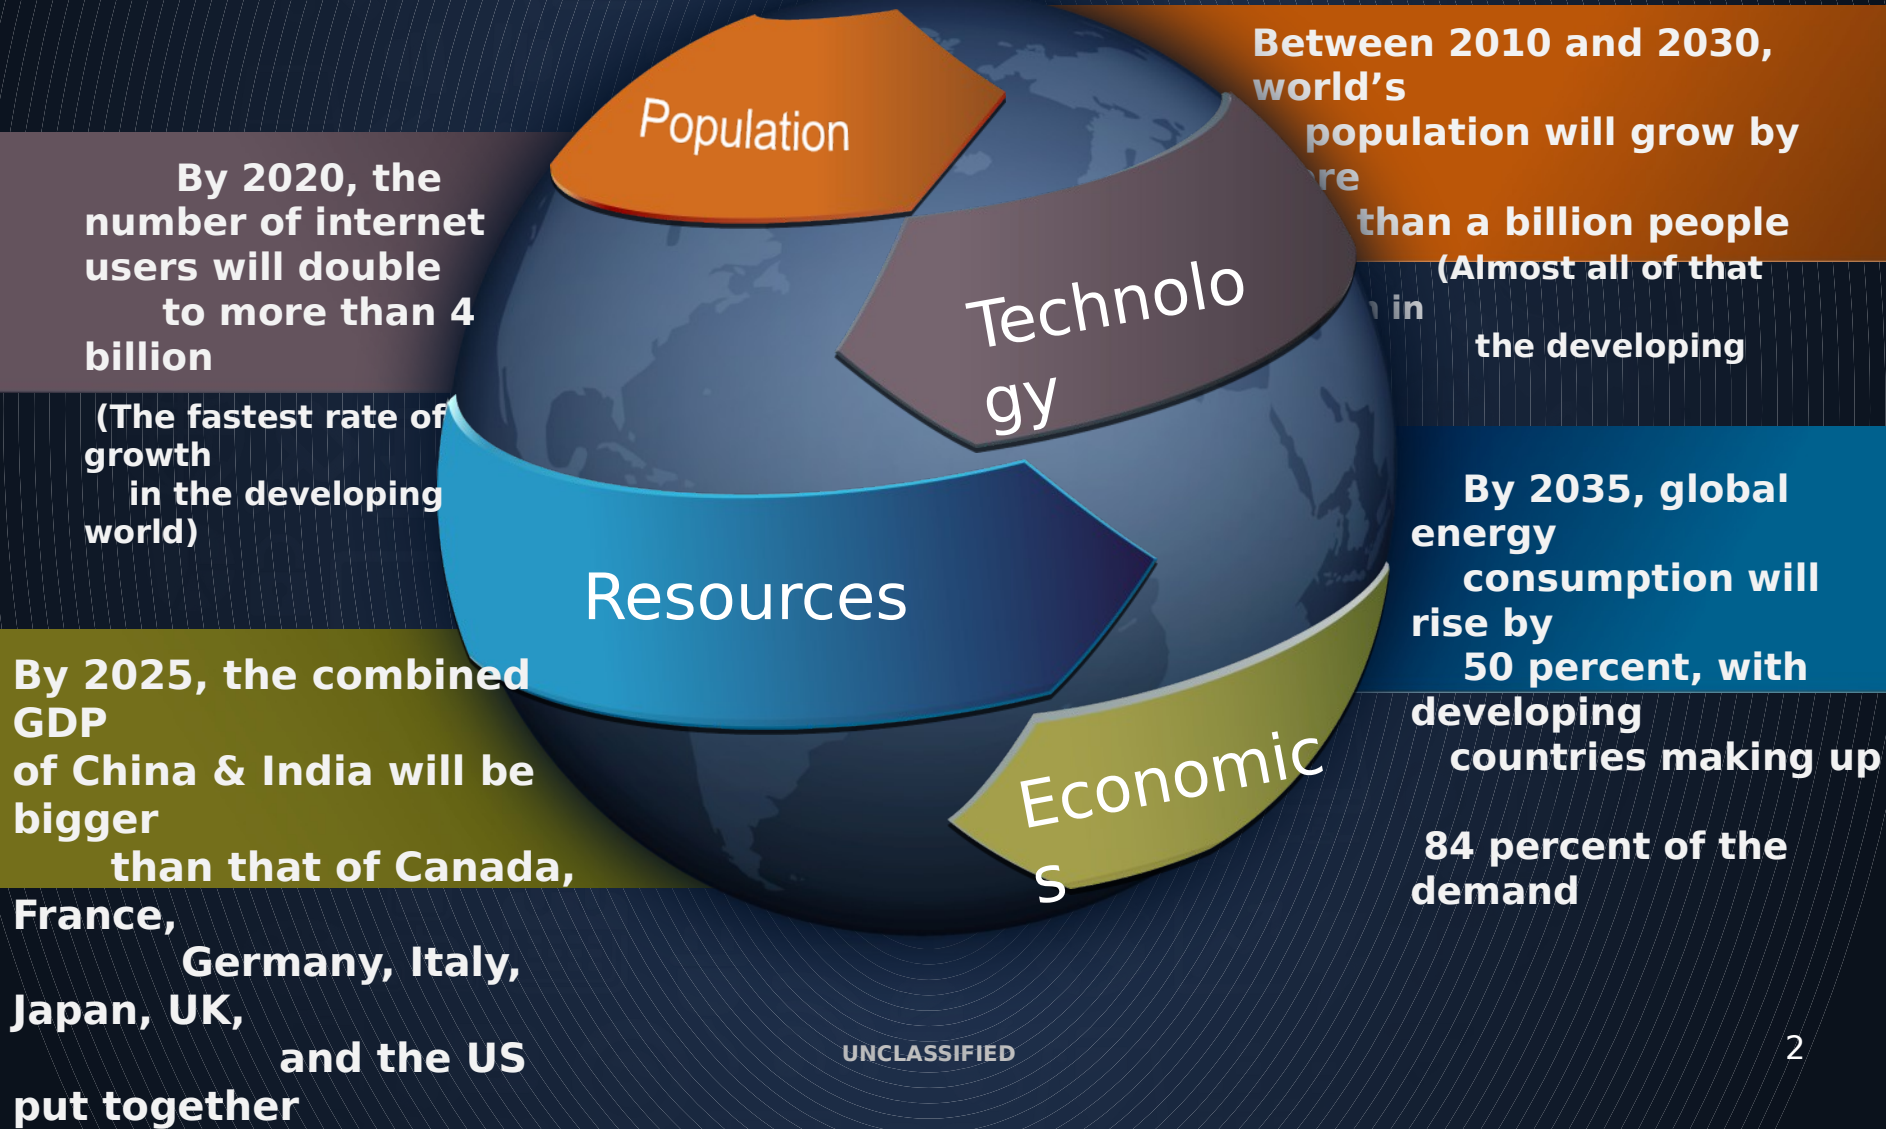 Population
Technolo
gy
Resources
Economic
s
Between 2010 and 2030,
world’s
population will grow by
than a billion people
(Almost all of that
in
the developing
By 2020, the
number of internet
users will double
to more than 4
billion
(The fastest rate of
growth
in the developing
world)
By 2035, global
energy
consumption will
rise by
50 percent, with
developing
countries making up
84 percent of the
demand
By 2025, the combined
GDP
of China & India will be
bigger
than that of Canada,
France,
Germany, Italy,
Japan, UK,
and the US
put together
UNCLASSIFIED
2